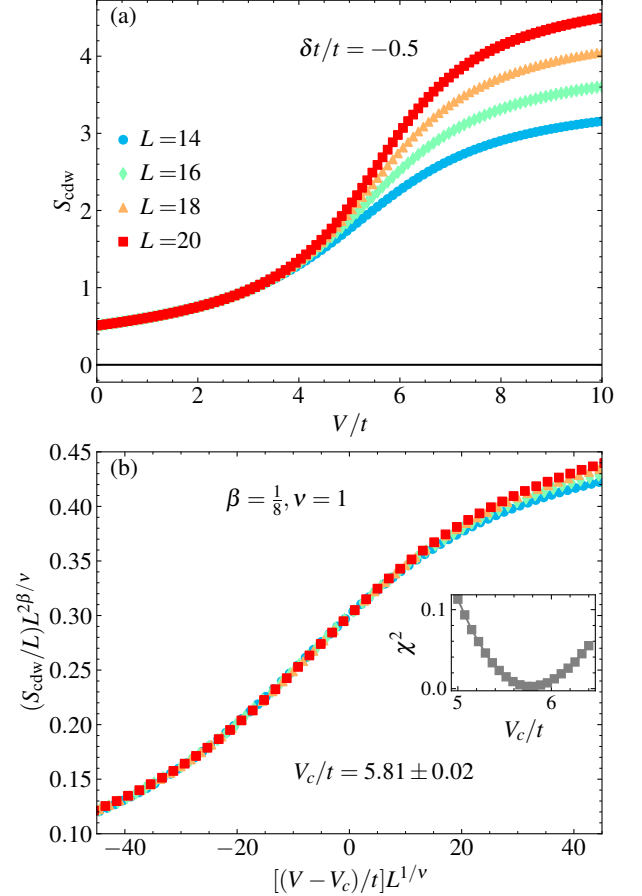 (a)
δt/t = −0.5
5
4
3
2
1
0
S_cdw
L = 14
L = 16
L = 18
L = 20
0 2 4 6 8 10
V/t
(b)
β = 1/8, ν = 1
0.45
0.40
0.35
0.30
0.25
0.20
0.15
0.10
(S_cdw/L)L^{2β/ν}
0.1
0.0
χ²
5 6
V_c/t
V_c/t = 5.81 ± 0.02
−40 −20 0 20 40
[(V − V_c)/t]L^{1/ν}